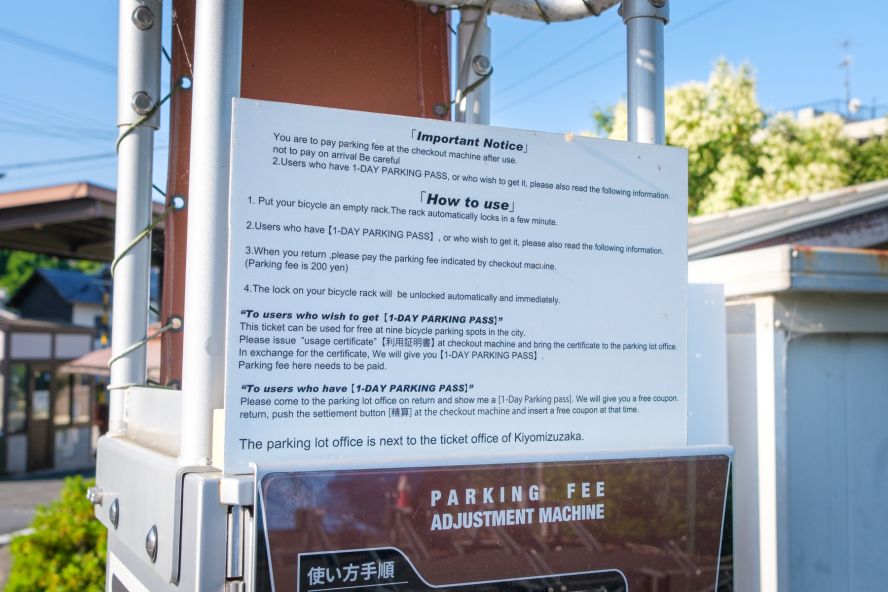 「Important Notice」
You are to pay parking fee at the checkout machine after use.
not to pay on arrival Be careful
2.Users who have 1-DAY PARKING PASS, or who wish to get it, please also read the following information.
「How to use」
1. Put your bicycle an empty rack.The rack automatically locks in a few minute.
2.Users who have【1-DAY PARKING PASS】, or who wish to get it, please also read the following information.
3.When you return ,please pay the parking fee indicated by checkout machine.
(Parking fee is 200 yen)
4.The lock on your bicycle rack will be unlocked automatically and immediately.
“To users who wish to get【1-DAY PARKING PASS】”
This ticket can be used for free at nine bicycle parking spots in the city.
Please issue “usage certificate”【利用証明書】at checkout machine and bring the certificate to the parking lot office.
In exchange for the certificate, We will give you【1-DAY PARKING PASS】.
Parking fee here needs to be paid.
“To users who have【1-DAY PARKING PASS】”
Please come to the parking lot office on return and show me a [1-Day Parking pass]. We will give you a free coupon.
return, push the settlement button [精算] at the checkout machine and insert a free coupon at that time.
The parking lot office is next to the ticket office of Kiyomizuzaka.
PARKING FEE
ADJUSTMENT MACHINE
使い方手順